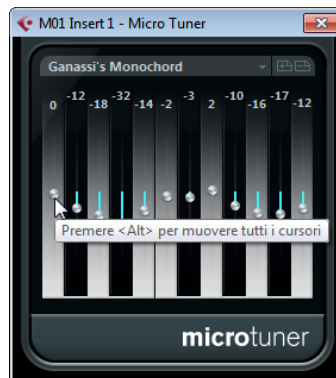 M01 Insert 1 - Micro Tuner
Ganassi's Monochord
0 -12 -18 -32 -14 -2 -3 2 -10 -16 -17 -12
Premere <Alt> per muovere tutti i cursori
microtuner